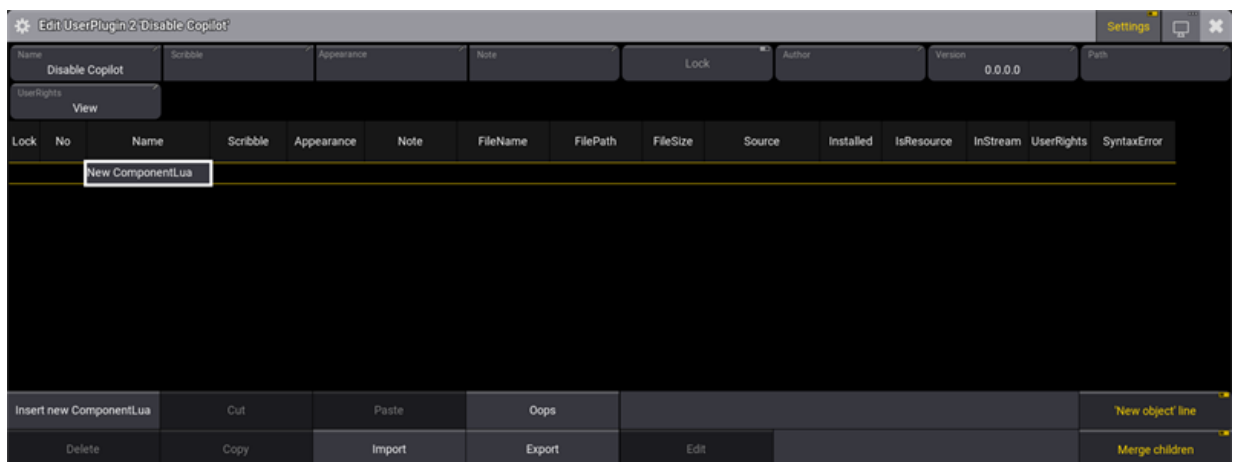 Edit UserPlugin 2 'Disable Copilot'
Settings
Name
Disable Copilot
Scribble
Appearance
Note
Lock
Author
Version
0.0.0.0
Path
UserRights
View
Lock No Name Scribble Appearance Note FileName FilePath FileSize Source Installed IsResource InStream UserRights SyntaxError
New ComponentLua
Insert new ComponentLua Cut Paste Oops 'New object' line
Delete Copy Import Export Edit Merge children